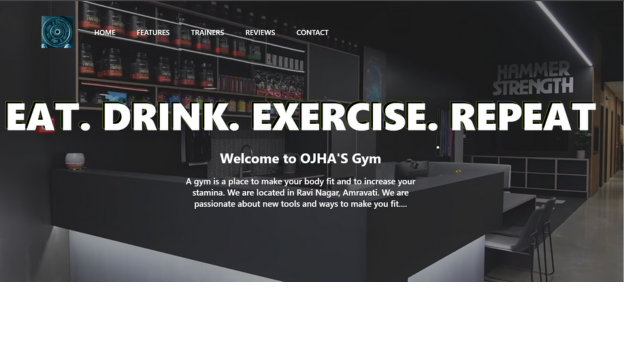 HOME FEATURES TRAINERS REVIEWS CONTACT
HAMMER
STRENGTH
EAT. DRINK. EXERCISE. REPEAT
Welcome to OJHA'S Gym
A gym is a place to make your body fit and to increase your
stamina. We are located in Ravi Nagar, Amravati. We are
passionate about new tools and ways to make you fit....